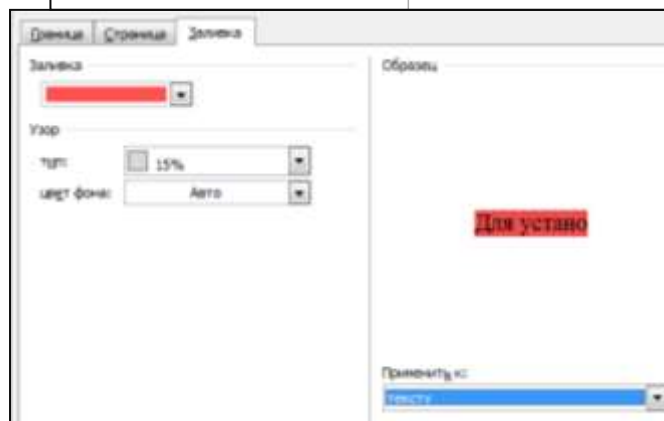 Граница Страница Заливка
Заливка
Образец
Узор
тип: 15%
цвет фона: Авто
Для устано
Применить к:
тексту